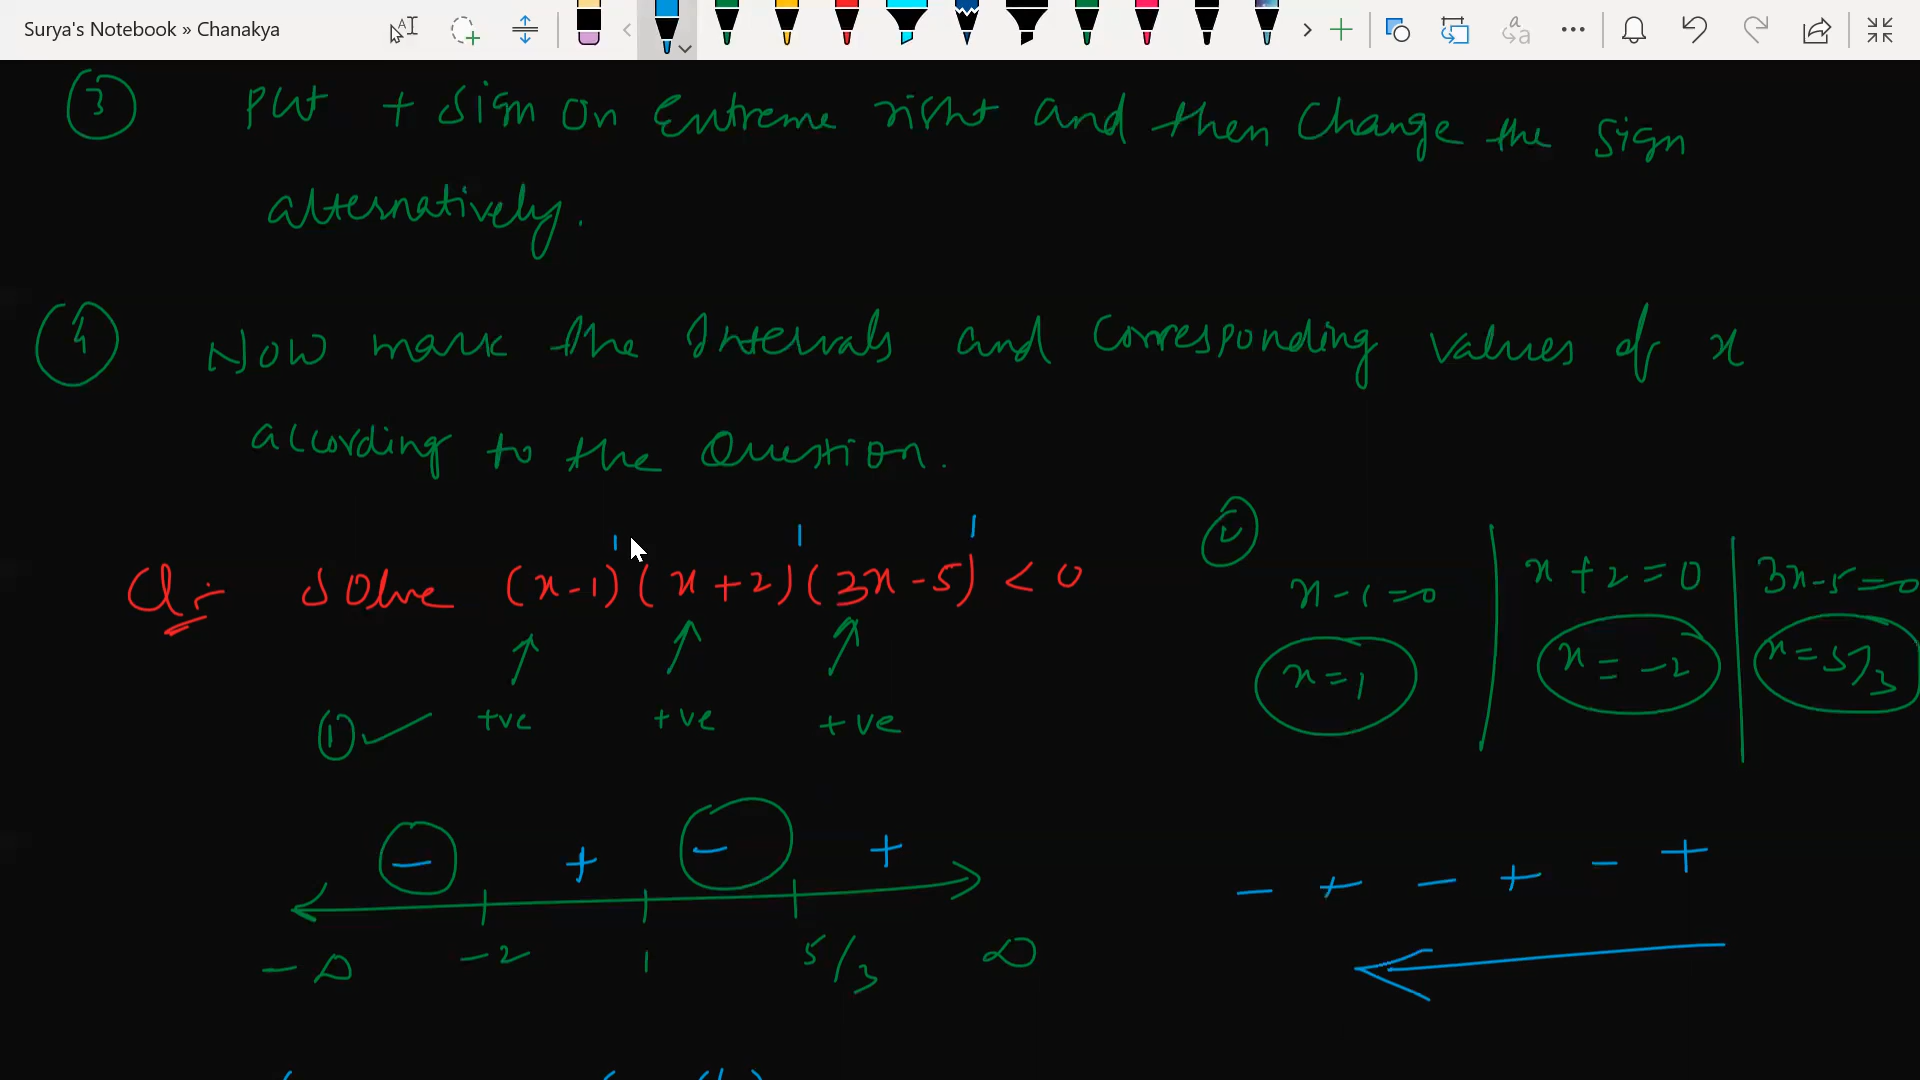 Surya's Notebook » Chanakya
③ Put + sign on Extreme right and then change the sign
alternatively.
④ Now mark the Intervals and corresponding values of x
according to the Question.
Q:- Solve (x-1)(x+2)(3x-5) < 0
+ve +ve +ve
①
②
x-1=0
x=1
x+2=0
x=-2
3x-5=0
x=5/3
- + - +
-∞ -2 1 5/3 ∞
- + - + - +